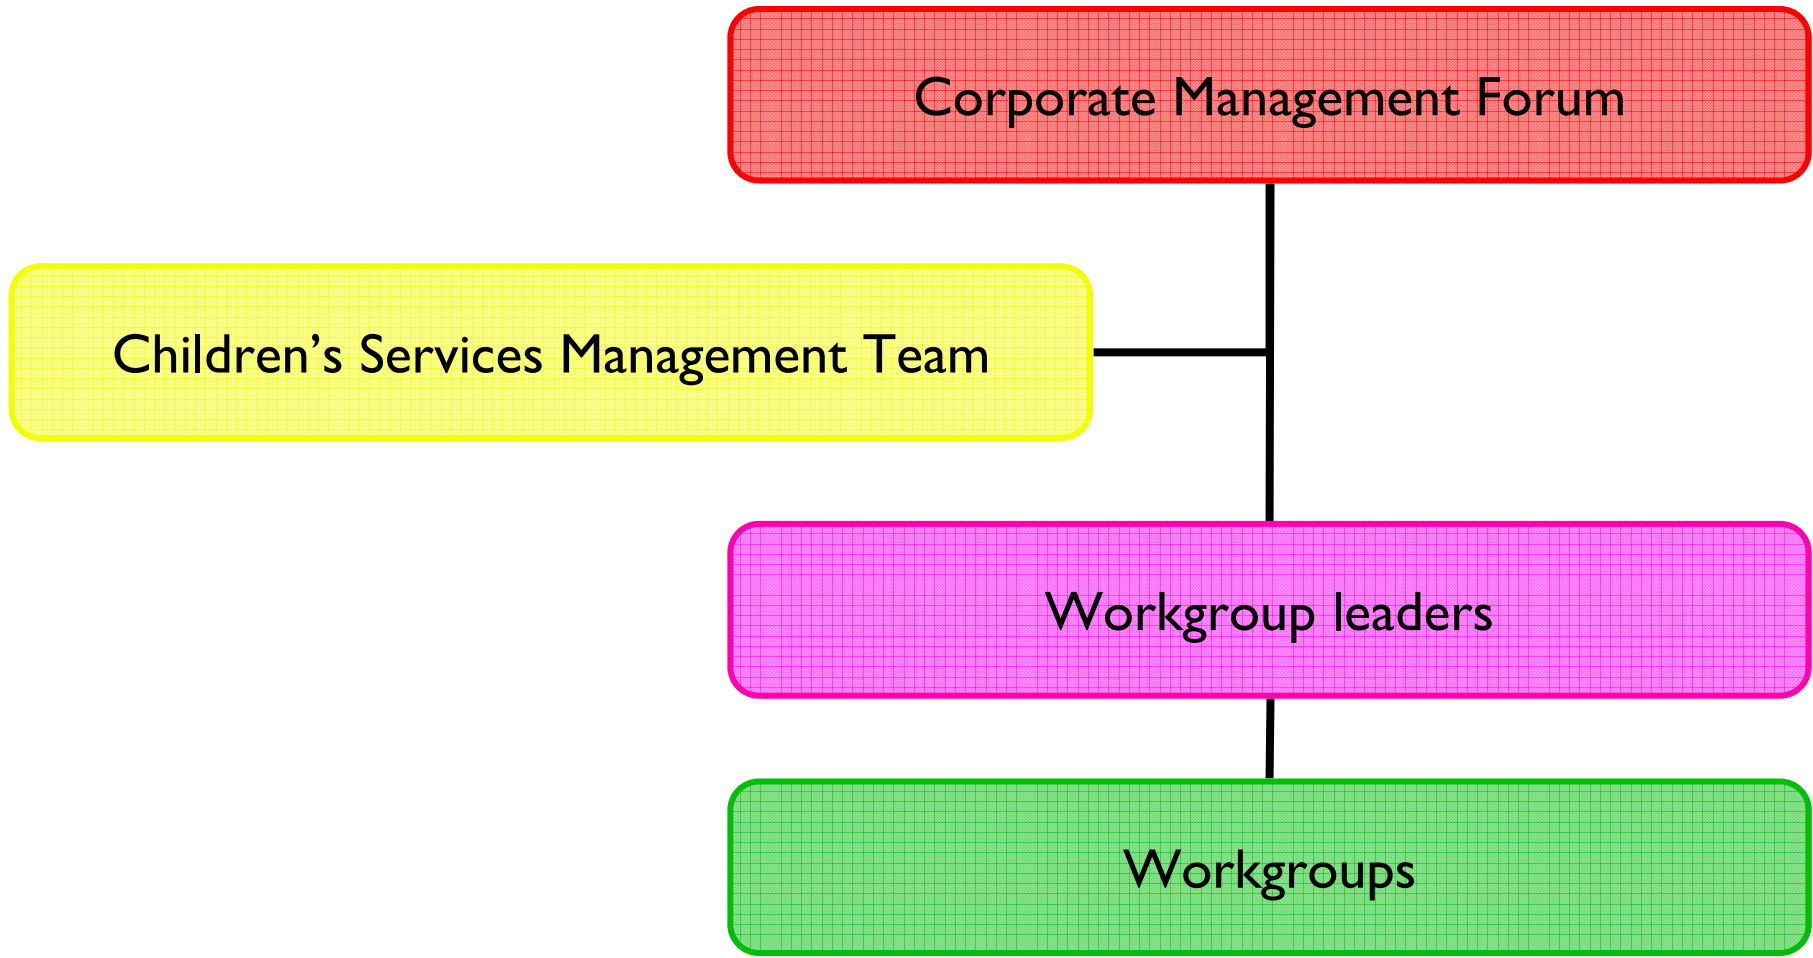 Corporate Management Forum
Children’s Services Management Team
Workgroup leaders
Workgroups